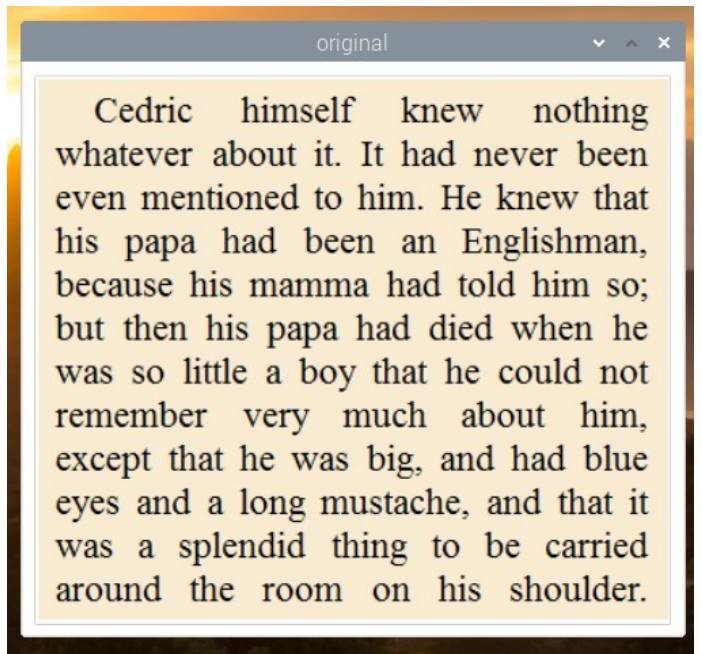 original
Cedric himself knew nothing
whatever about it. It had never been
even mentioned to him. He knew that
his papa had been an Englishman,
because his mamma had told him so;
but then his papa had died when he
was so little a boy that he could not
remember very much about him,
except that he was big, and had blue
eyes and a long mustache, and that it
was a splendid thing to be carried
around the room on his shoulder.